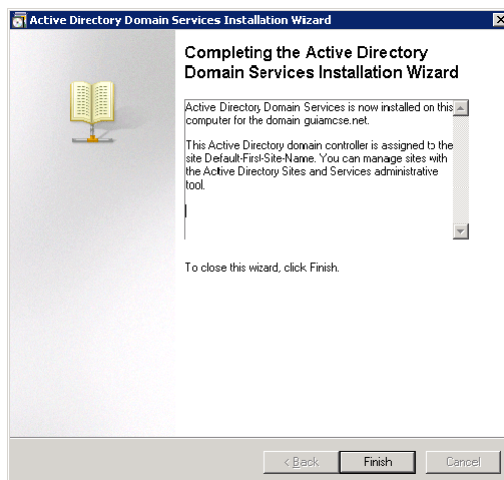 Active Directory Domain Services Installation Wizard
Completing the Active Directory
Domain Services Installation Wizard
Active Directory Domain Services is now installed on this
computer for the domain guiamcse.net.
This Active Directory domain controller is assigned to the
site Default-First-Site-Name. You can manage sites with
the Active Directory Sites and Services administrative
tool.
To close this wizard, click Finish.
< Back Finish Cancel